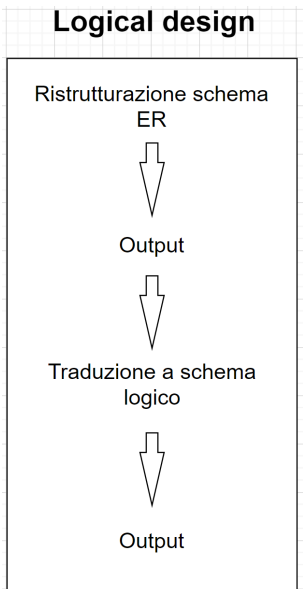 Logical design
Ristrutturazione schema
ER
Output
Traduzione a schema
logico
Output